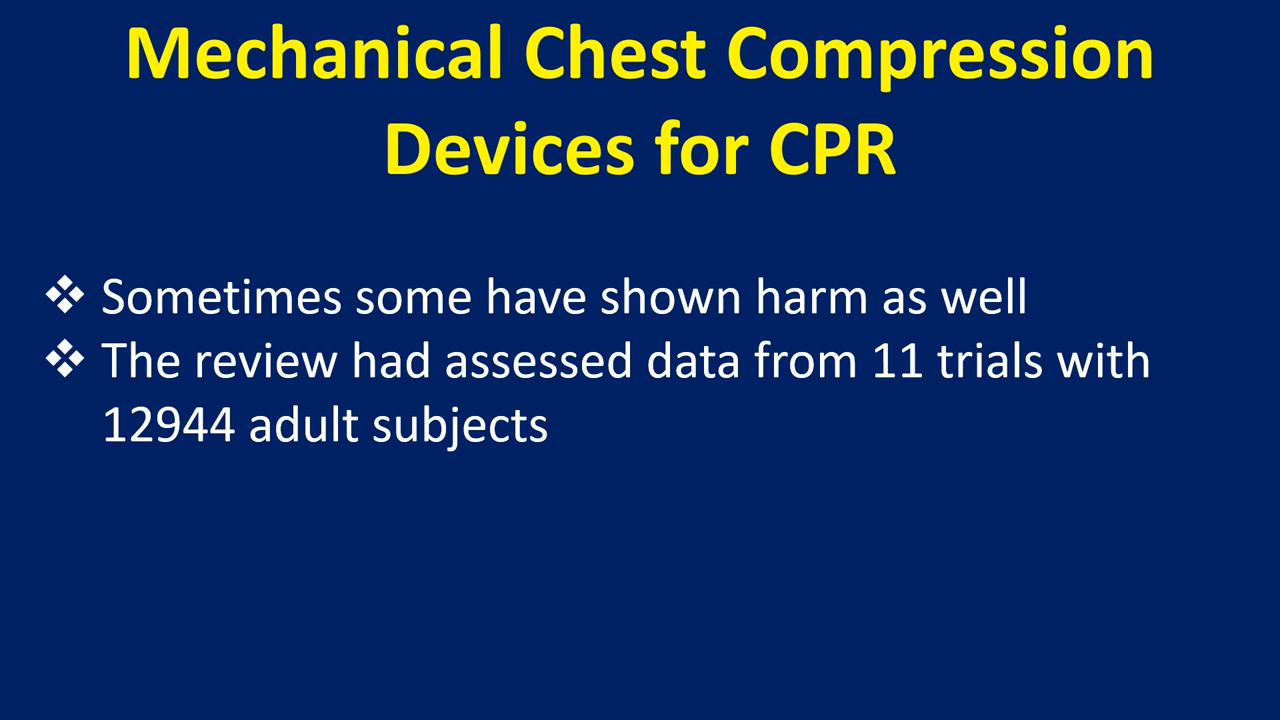 Mechanical Chest Compression
Devices for CPR
❖ Sometimes some have shown harm as well
❖ The review had assessed data from 11 trials with
12944 adult subjects